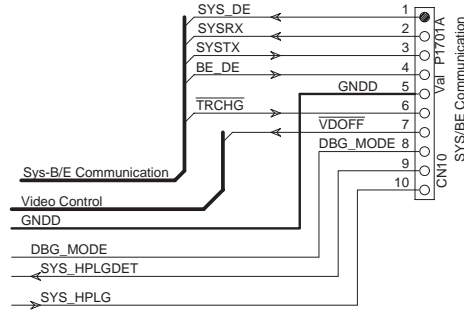 SYS_DE 1
SYSRX 2
SYSTX 3
BE_DE 4
GNDD 5
TRCHG 6
VDOFF 7
DBG_MODE 8
9
10
P1701A
Val
CN10
SYS/BE Communication
Sys-B/E Communication
Video Control
GNDD
DBG_MODE
SYS_HPLGDET
SYS_HPLG